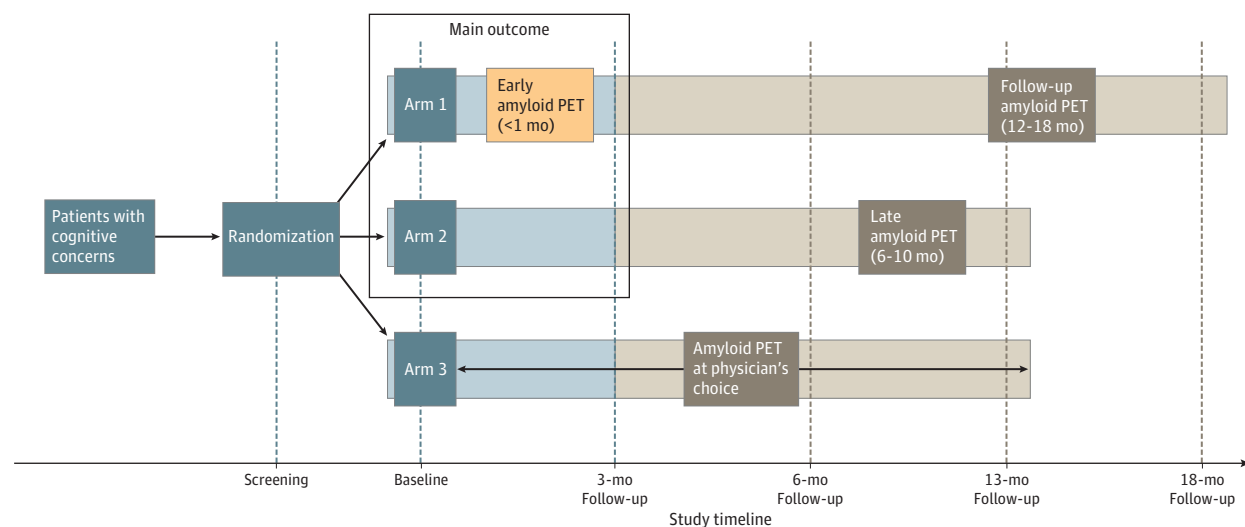 Main outcome
Arm 1
Early
amyloid PET
(<1 mo)
Follow-up
amyloid PET
(12-18 mo)
Patients with
cognitive
concerns
Randomization
Arm 2
Late
amyloid PET
(6-10 mo)
Arm 3
Amyloid PET
at physician's
choice
Screening
Baseline
3-mo
Follow-up
6-mo
Follow-up
13-mo
Follow-up
18-mo
Follow-up
Study timeline